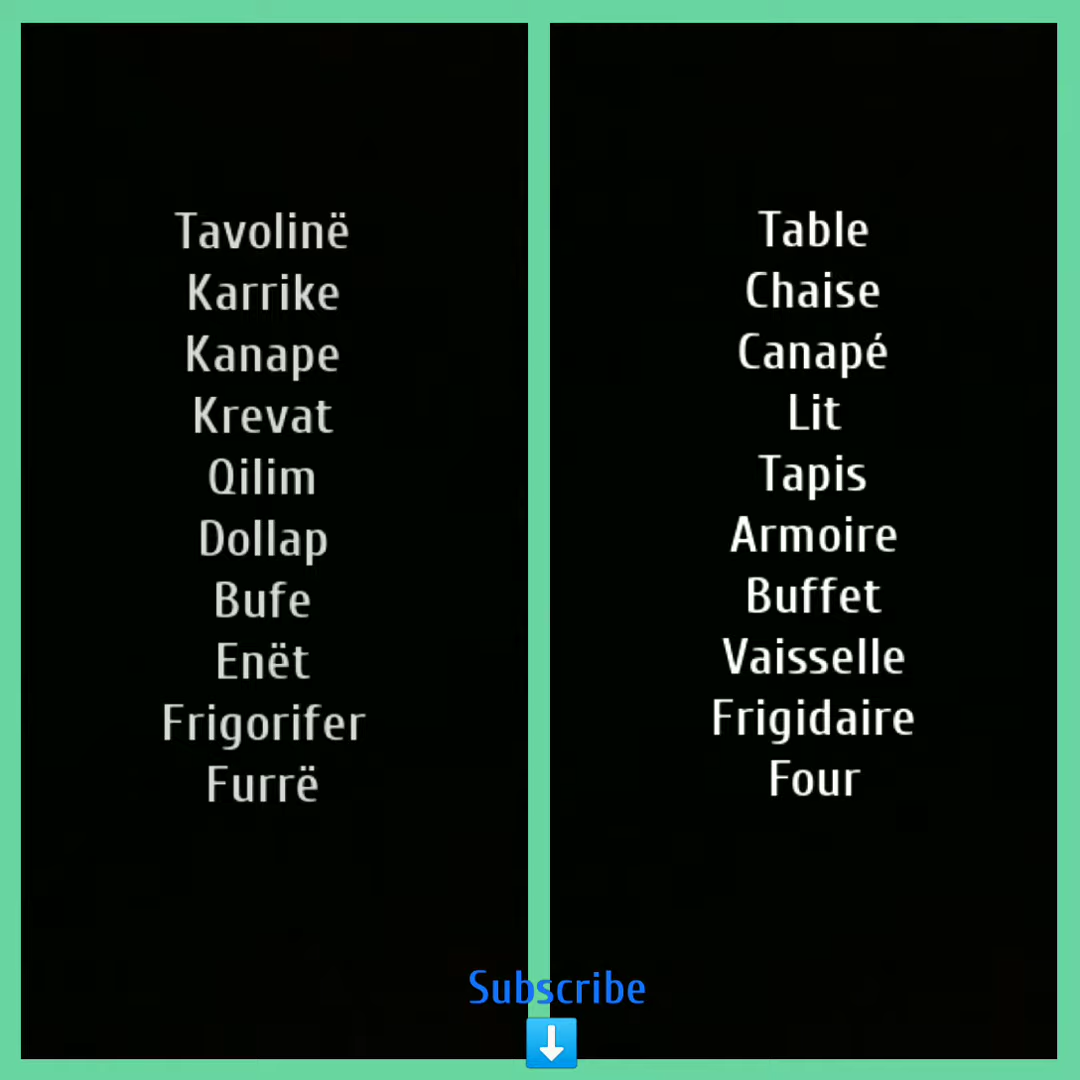 Tavolinë
Karrike
Kanape
Krevat
Qilim
Dollap
Bufe
Enët
Frigorifer
Furrë
Table
Chaise
Canapé
Lit
Tapis
Armoire
Buffet
Vaisselle
Frigidaire
Four
Subscribe